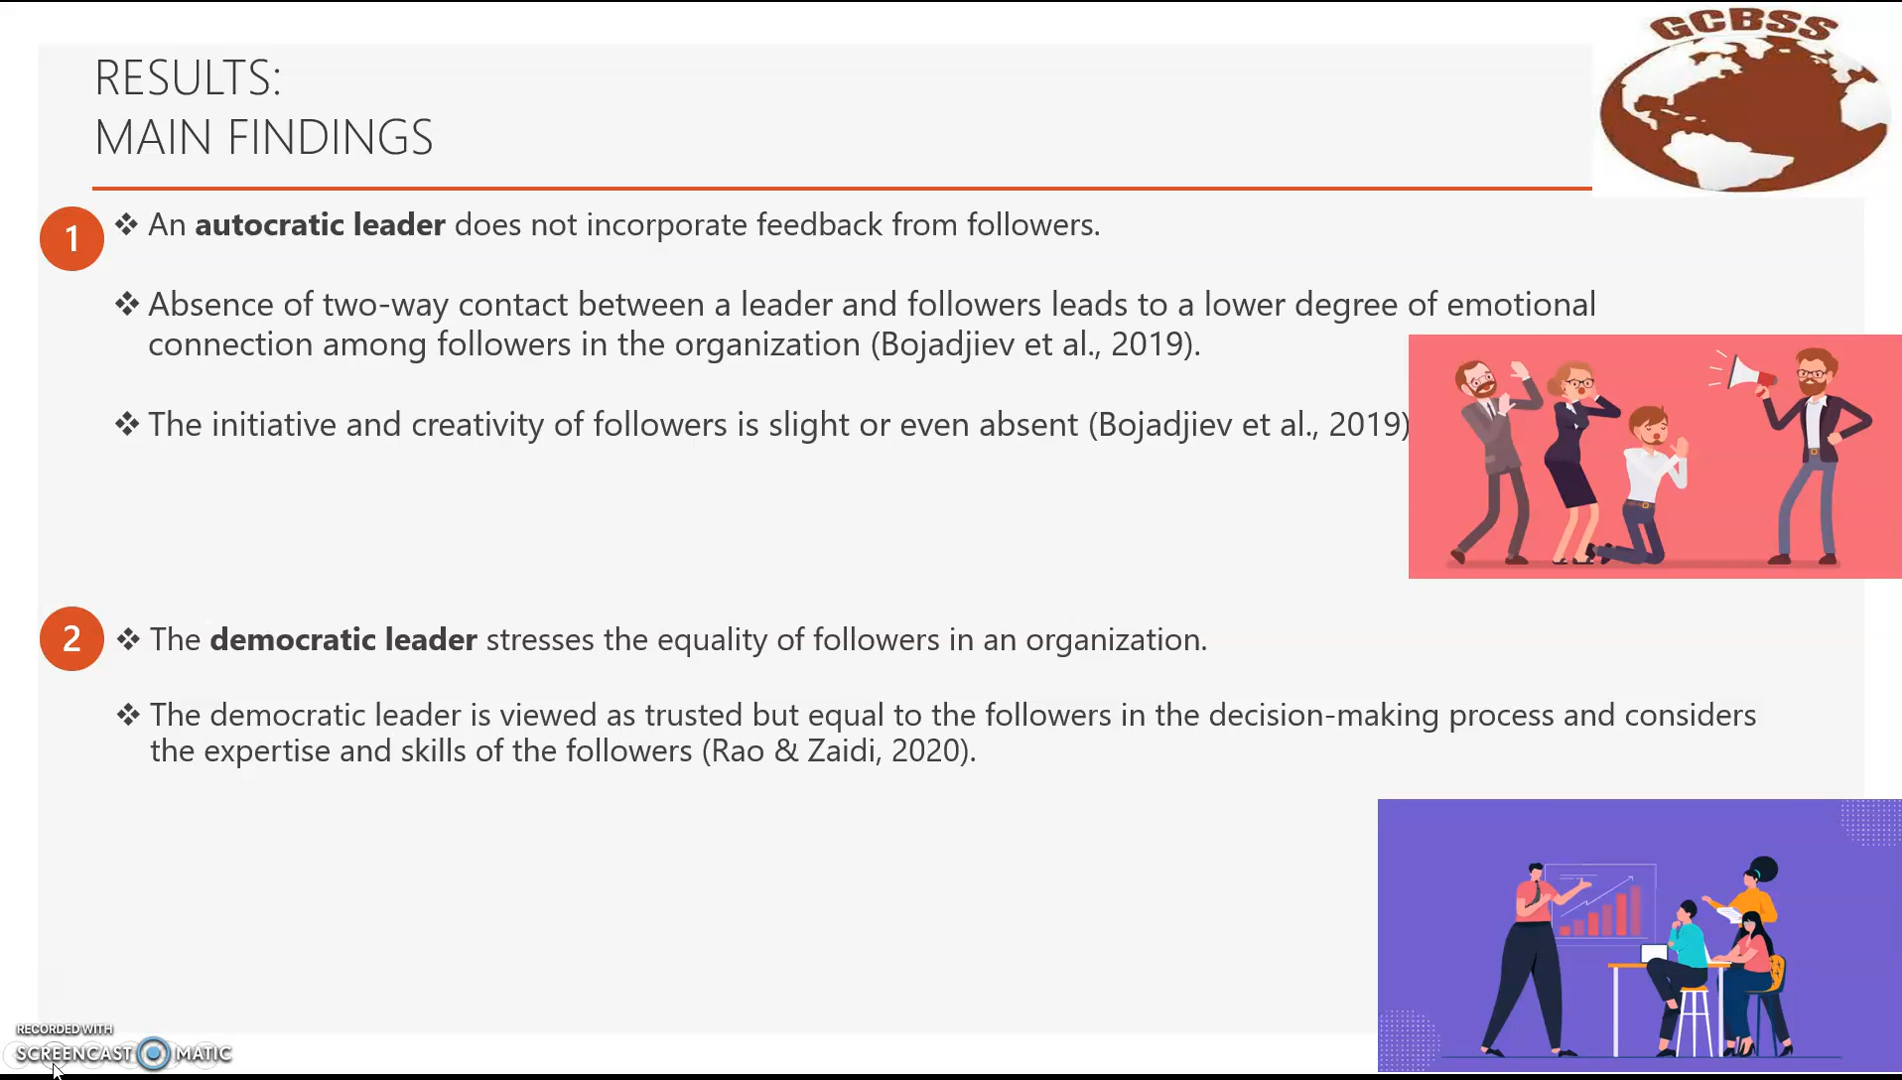 GCBSS
RESULTS:
MAIN FINDINGS
1
❖ An autocratic leader does not incorporate feedback from followers.
❖ Absence of two-way contact between a leader and followers leads to a lower degree of emotional
connection among followers in the organization (Bojadjiev et al., 2019).
❖ The initiative and creativity of followers is slight or even absent (Bojadjiev et al., 2019)
2
❖ The democratic leader stresses the equality of followers in an organization.
❖ The democratic leader is viewed as trusted but equal to the followers in the decision-making process and considers
the expertise and skills of the followers (Rao & Zaidi, 2020).
RECORDED WITH
SCREENCAST MATIC